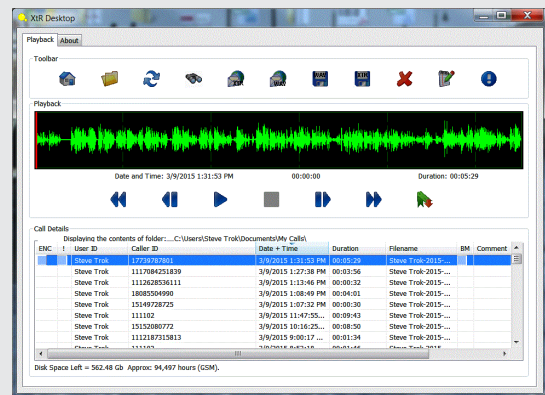 XtR Desktop
Playback About
Toolbar
XTR WAV WAV XTR
Playback
Date and Time: 3/9/2015 1:31:53 PM 00:00:00 Duration: 00:05:29
Call Details
Displaying the contents of folder:....C:\Users\Steve Trok\Documents\My Calls\
ENC ! User ID Caller ID Date + Time Duration Filename BM Comment
Steve Trok 17739787801 3/9/2015 1:31:53 PM 00:05:29 Steve Trok-2015-...
Steve Trok 1117084251839 3/9/2015 1:27:38 PM 00:03:56 Steve Trok-2015-...
Steve Trok 1112628536111 3/9/2015 1:13:46 PM 00:00:32 Steve Trok-2015-...
Steve Trok 18085504990 3/9/2015 1:08:49 PM 00:04:01 Steve Trok-2015-...
Steve Trok 15149728725 3/9/2015 1:07:32 PM 00:00:30 Steve Trok-2015-...
Steve Trok 111102 3/9/2015 11:47:55... 00:09:43 Steve Trok-2015-...
Steve Trok 15152080772 3/9/2015 10:16:25... 00:08:50 Steve Trok-2015-...
Steve Trok 1112187315813 3/9/2015 9:00:17 ... 00:01:34 Steve Trok-2015-...
Steve Trok
Disk Space Left = 562.48 Gb Approx: 94,497 hours (GSM).